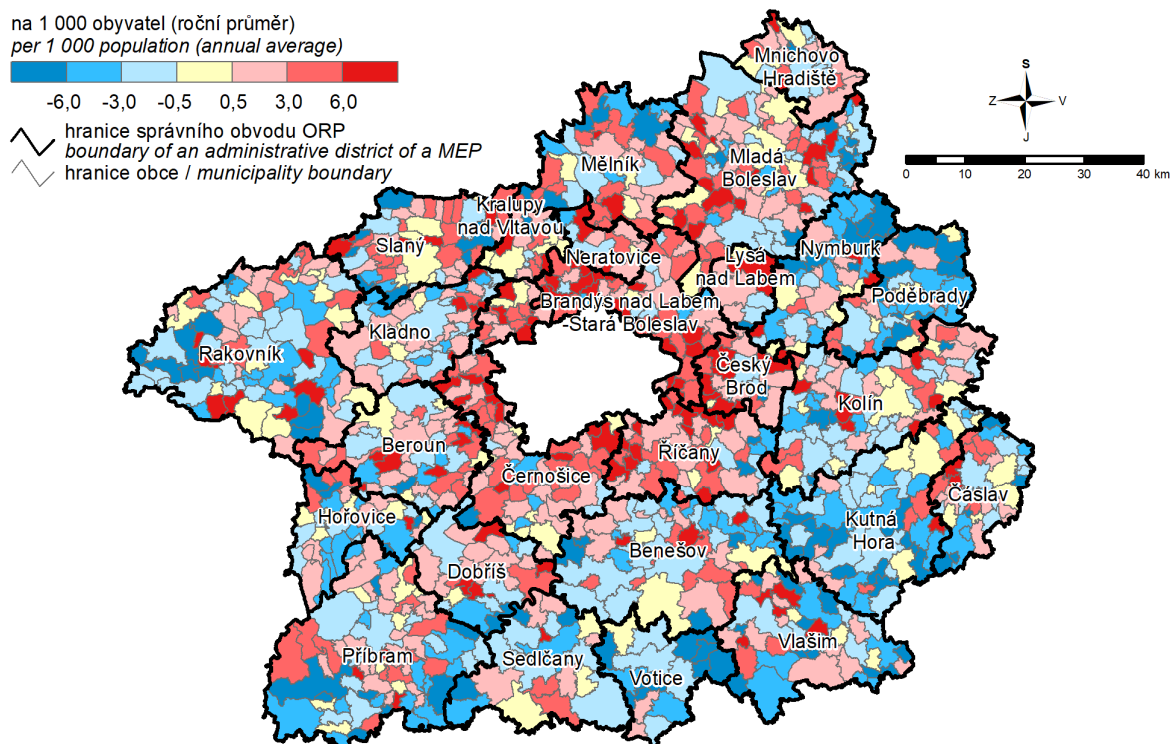 na 1 000 obyvatel (roční průměr)
per 1 000 population (annual average)
-6,0 -3,0 -0,5 0,5 3,0 6,0
hranice správního obvodu ORP
boundary of an administrative district of a MEP
hranice obce / municipality boundary
S
Z V
J
0 10 20 30 40 km
Mnichovo
Hradiště
Mělník
Mladá
Boleslav
Kralupy
nad Vltavou
Slaný
Neratovice
Lysá
nad Labem
Nymburk
Poděbrady
Brandýs nad Labem
-Stará Boleslav
Kladno
Rakovník
Český
Brod
Kolín
Beroun
Říčany
Černošice
Čáslav
Hořovice
Kutná
Hora
Benešov
Dobříš
Vlašim
Příbram
Sedlčany
Votice